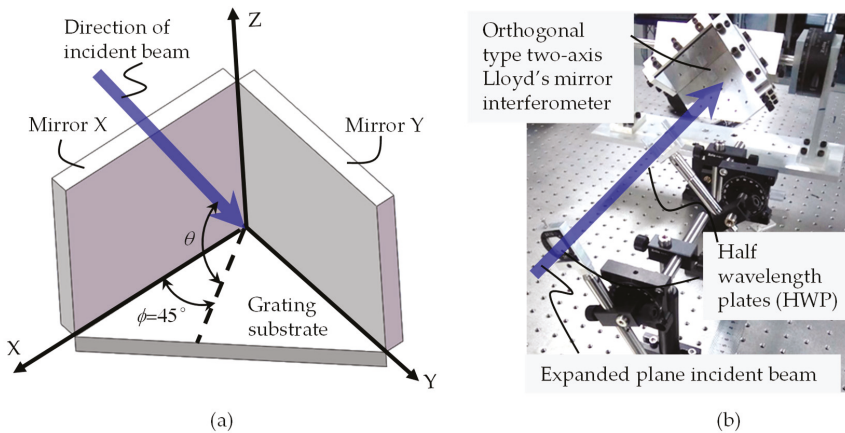 (a)
Direction of
incident beam
Z
Mirror X
Mirror Y
θ
ϕ=45°
Grating
substrate
X
Y
(b)
Orthogonal
type two-axis
Lloyd's mirror
interferometer
Half
wavelength
plates (HWP)
Expanded plane incident beam
(a)
(b)